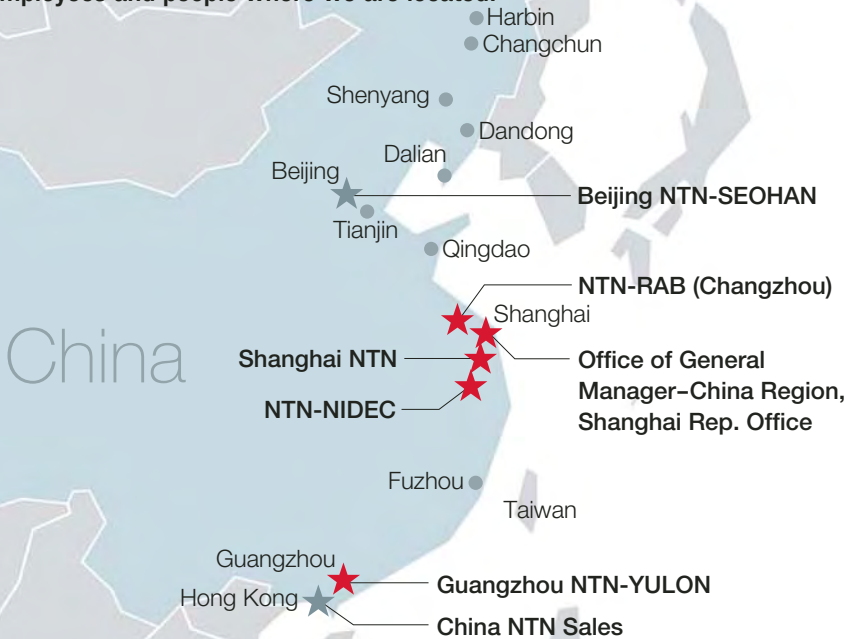 employees and people where we are located.
Harbin
Changchun
Shenyang
Dandong
Dalian
Beijing
Beijing NTN-SEOHAN
Tianjin
Qingdao
NTN-RAB (Changzhou)
Shanghai
China
Shanghai NTN
Office of General
Manager–China Region,
Shanghai Rep. Office
NTN-NIDEC
Fuzhou
Taiwan
Guangzhou
Guangzhou NTN-YULON
Hong Kong
China NTN Sales